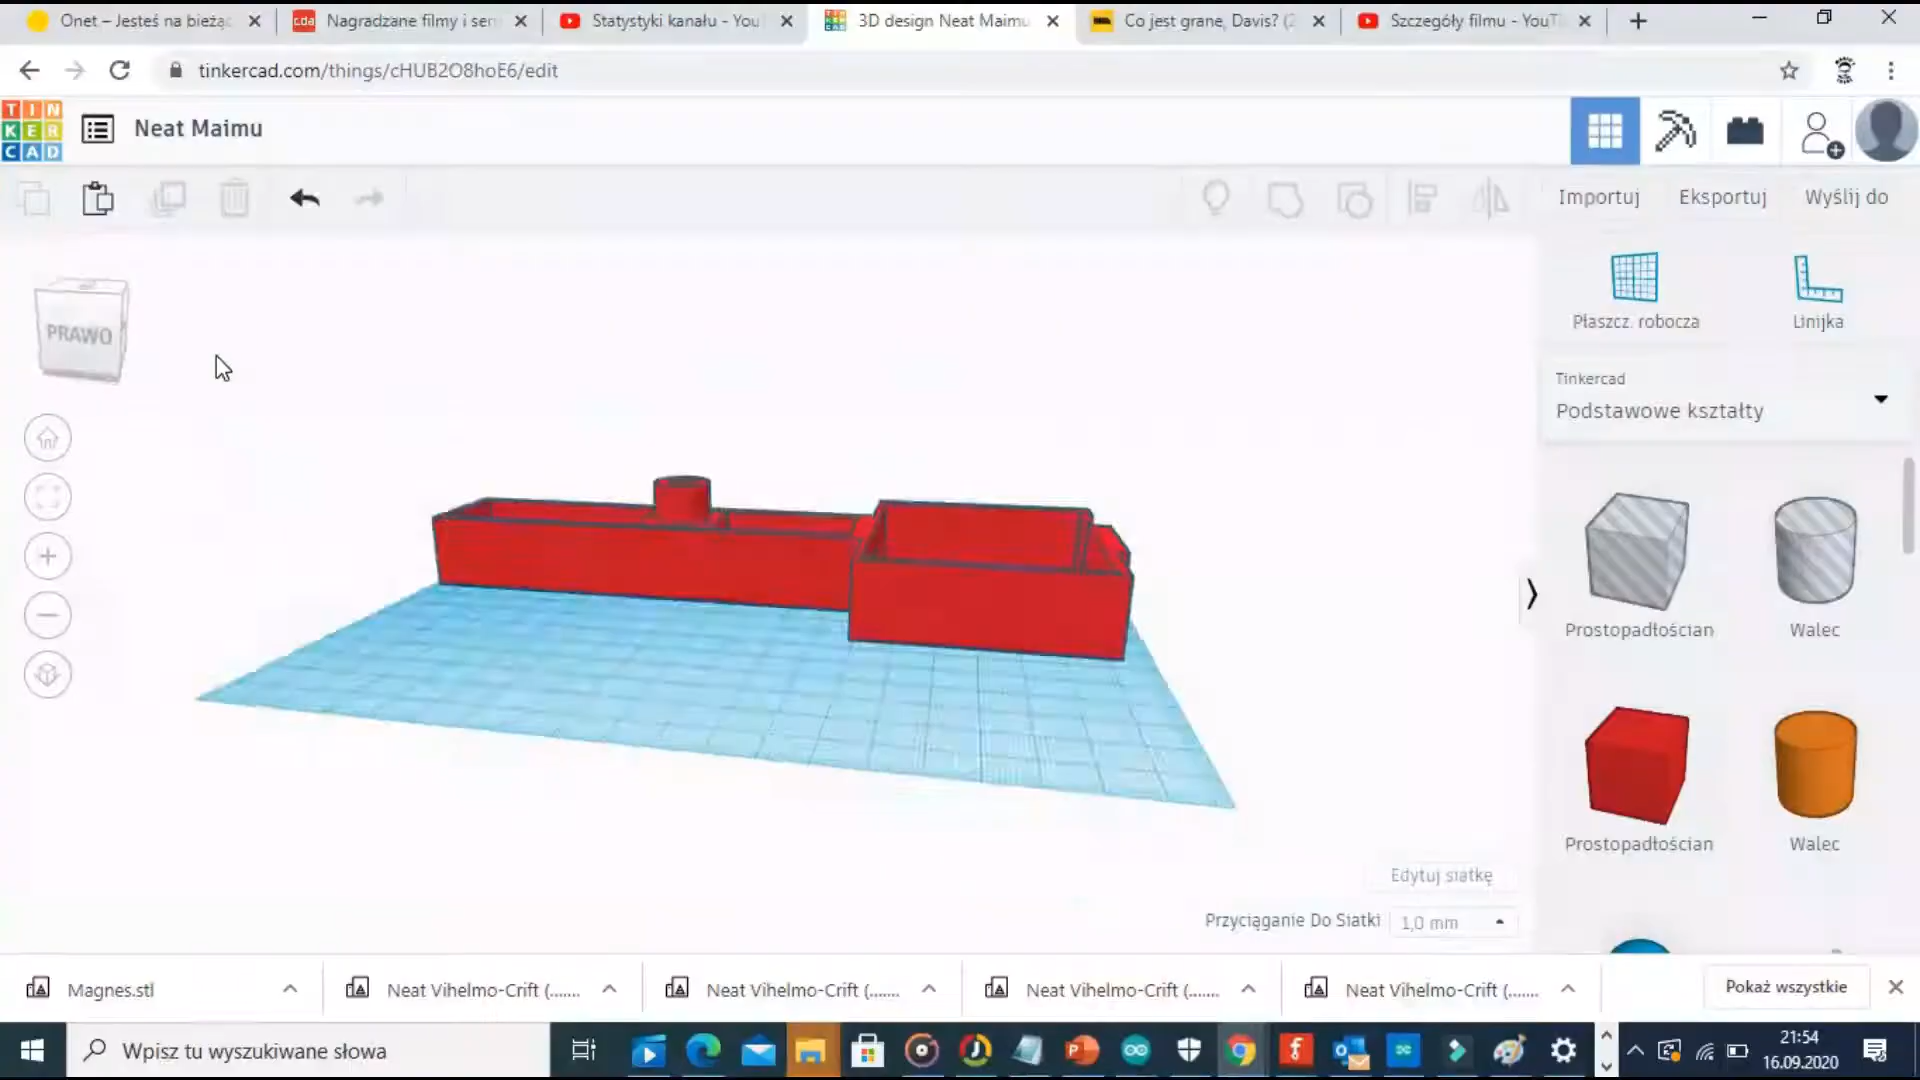 Onet – Jesteś na bieżąc
Nagradzane filmy i seri
Statystyki kanału - You
3D design Neat Maimu
Co jest grane, Davis? (2
Szczegóły filmu - YouT
tinkercad.com/things/cHUB2O8hoE6/edit
TIN
KER
CAD
Neat Maimu
Importuj
Eksportuj
Wyślij do
PRAWO
Płaszcz. robocza
Linijka
Tinkercad
Podstawowe kształty
Prostopadłościan
Walec
Prostopadłościan
Walec
Edytuj siatkę
Przyciąganie Do Siatki
1,0 mm
Magnes.stl
Neat Vihelmo-Crift (.......
Neat Vihelmo-Crift (.......
Neat Vihelmo-Crift (.......
Neat Vihelmo-Crift (.......
Pokaż wszystkie
Wpisz tu wyszukiwane słowa
21:54
16.09.2020